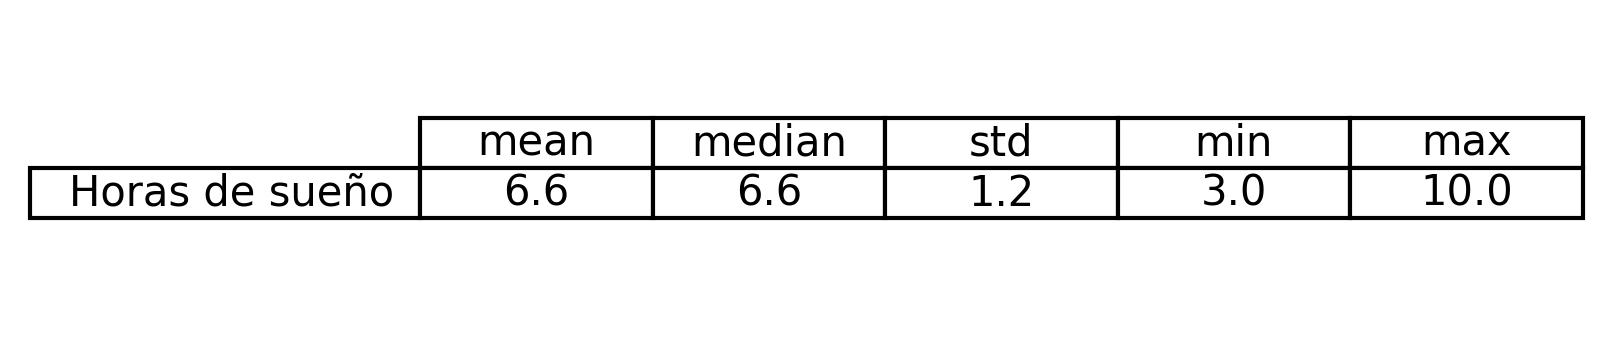 mean median std min max
Horas de sueño 6.6 6.6 1.2 3.0 10.0